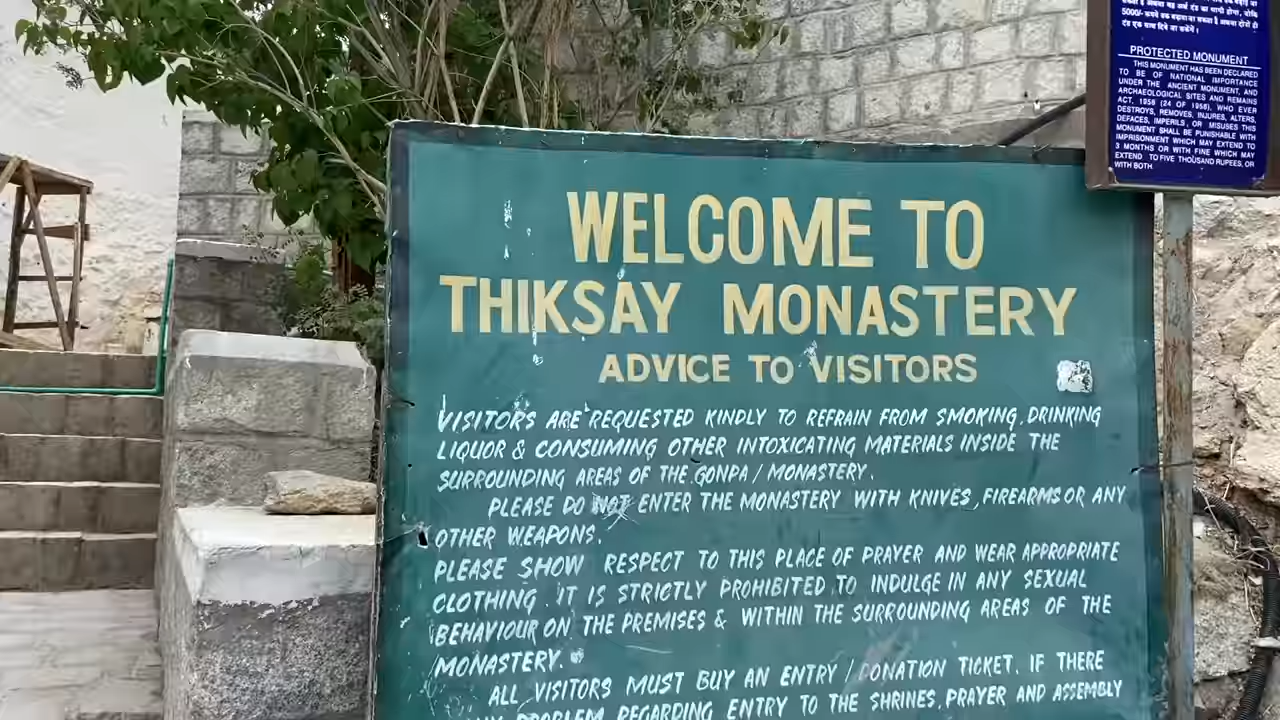 5000/- रूपये तक बढ़ाया जा सकता है अथवा दोनों ही
दंड एक साथ दिये जा सकेंगे।
PROTECTED MONUMENT
THIS MONUMENT HAS BEEN DECLARED
TO BE OF NATIONAL IMPORTANCE
UNDER THE ANCIENT MONUMENT, AND
ARCHAEOLOGICAL SITES AND REMAINS
ACT, 1958 (24 OF 1958), WHO EVER
DESTROYS, REMOVES, INJURES, ALTERS,
DEFACES, IMPERILS, OR MISUSES THIS
MONUMENT SHALL BE PUNISHABLE WITH
IMPRISONMENT WHICH MAY EXTEND TO
3 MONTHS OR WITH FINE WHICH MAY
EXTEND TO FIVE THOUSAND RUPEES, OR
WITH BOTH
WELCOME TO
THIKSAY MONASTERY
ADVICE TO VISITORS
VISITORS ARE REQUESTED KINDLY TO REFRAIN FROM SMOKING, DRINKING
LIQUOR & CONSUMING OTHER INTOXICATING MATERIALS INSIDE THE
SURROUNDING AREAS OF THE GONPA / MONASTERY.
PLEASE DO NOT ENTER THE MONASTERY WITH KNIVES, FIREARMS OR ANY
OTHER WEAPONS.
PLEASE SHOW RESPECT TO THIS PLACE OF PRAYER AND WEAR APPROPRIATE
CLOTHING. IT IS STRICTLY PROHIBITED TO INDULGE IN ANY SEXUAL
BEHAVIOUR ON THE PREMISES & WITHIN THE SURROUNDING AREAS OF THE
MONASTERY.
ALL VISITORS MUST BUY AN ENTRY / DONATION TICKET. IF THERE
PROBLEM REGARDING ENTRY TO THE SHRINES, PRAYER AND ASSEMBLY